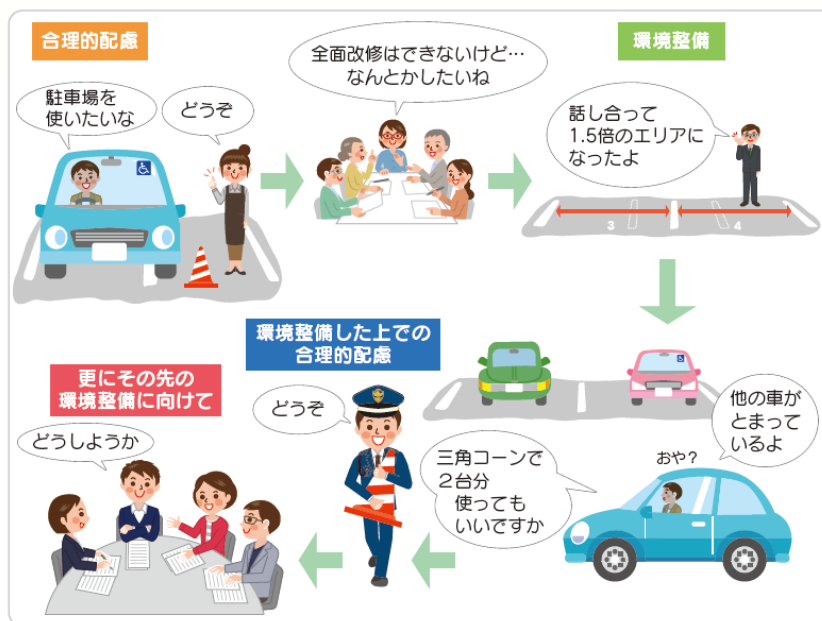 合理的配慮
駐車場を
使いたいな
どうぞ
全面改修はできないけど…
なんとかしたいね
環境整備
話し合って
1.5倍のエリアに
なったよ
3
4
他の車が
とまって
いるよ
おや？
三角コーンで
2台分
使っても
いいですか
環境整備した上での
合理的配慮
どうぞ
更にその先の
環境整備に向けて
どうしようか